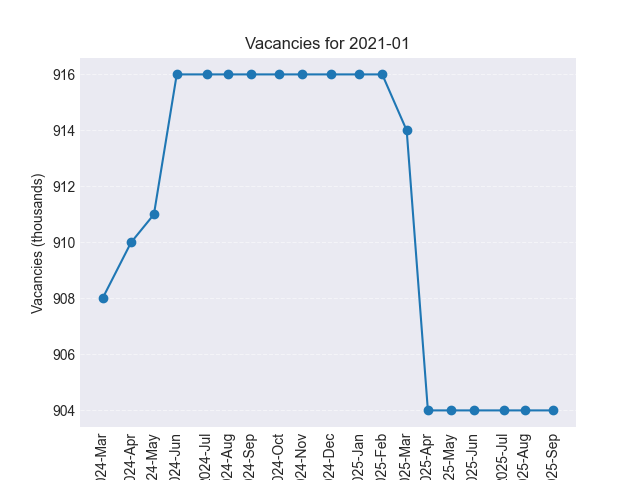 Vacancies for 2021-01
Vacancies (thousands)
916
914
912
910
908
906
904
024-Mar
024-Apr
24-May
024-Jun
024-Jul
024-Aug
024-Sep
024-Oct
024-Nov
024-Dec
025-Jan
025-Feb
025-Mar
025-Apr
25-May
025-Jun
025-Jul
025-Aug
025-Sep